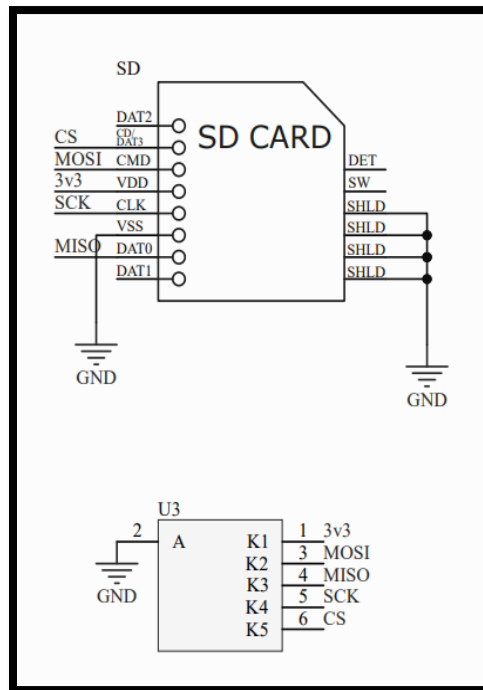 SD
DAT2
SD CARD
CS CD/DAT3
MOSI CMD DET
3v3 VDD SW
SCK CLK SHLD
VSS SHLD
MISO DAT0 SHLD
DAT1 SHLD
GND
GND
U3
2 A K1 1 3v3
K2 3 MOSI
GND K3 4 MISO
K4 5 SCK
K5 6 CS